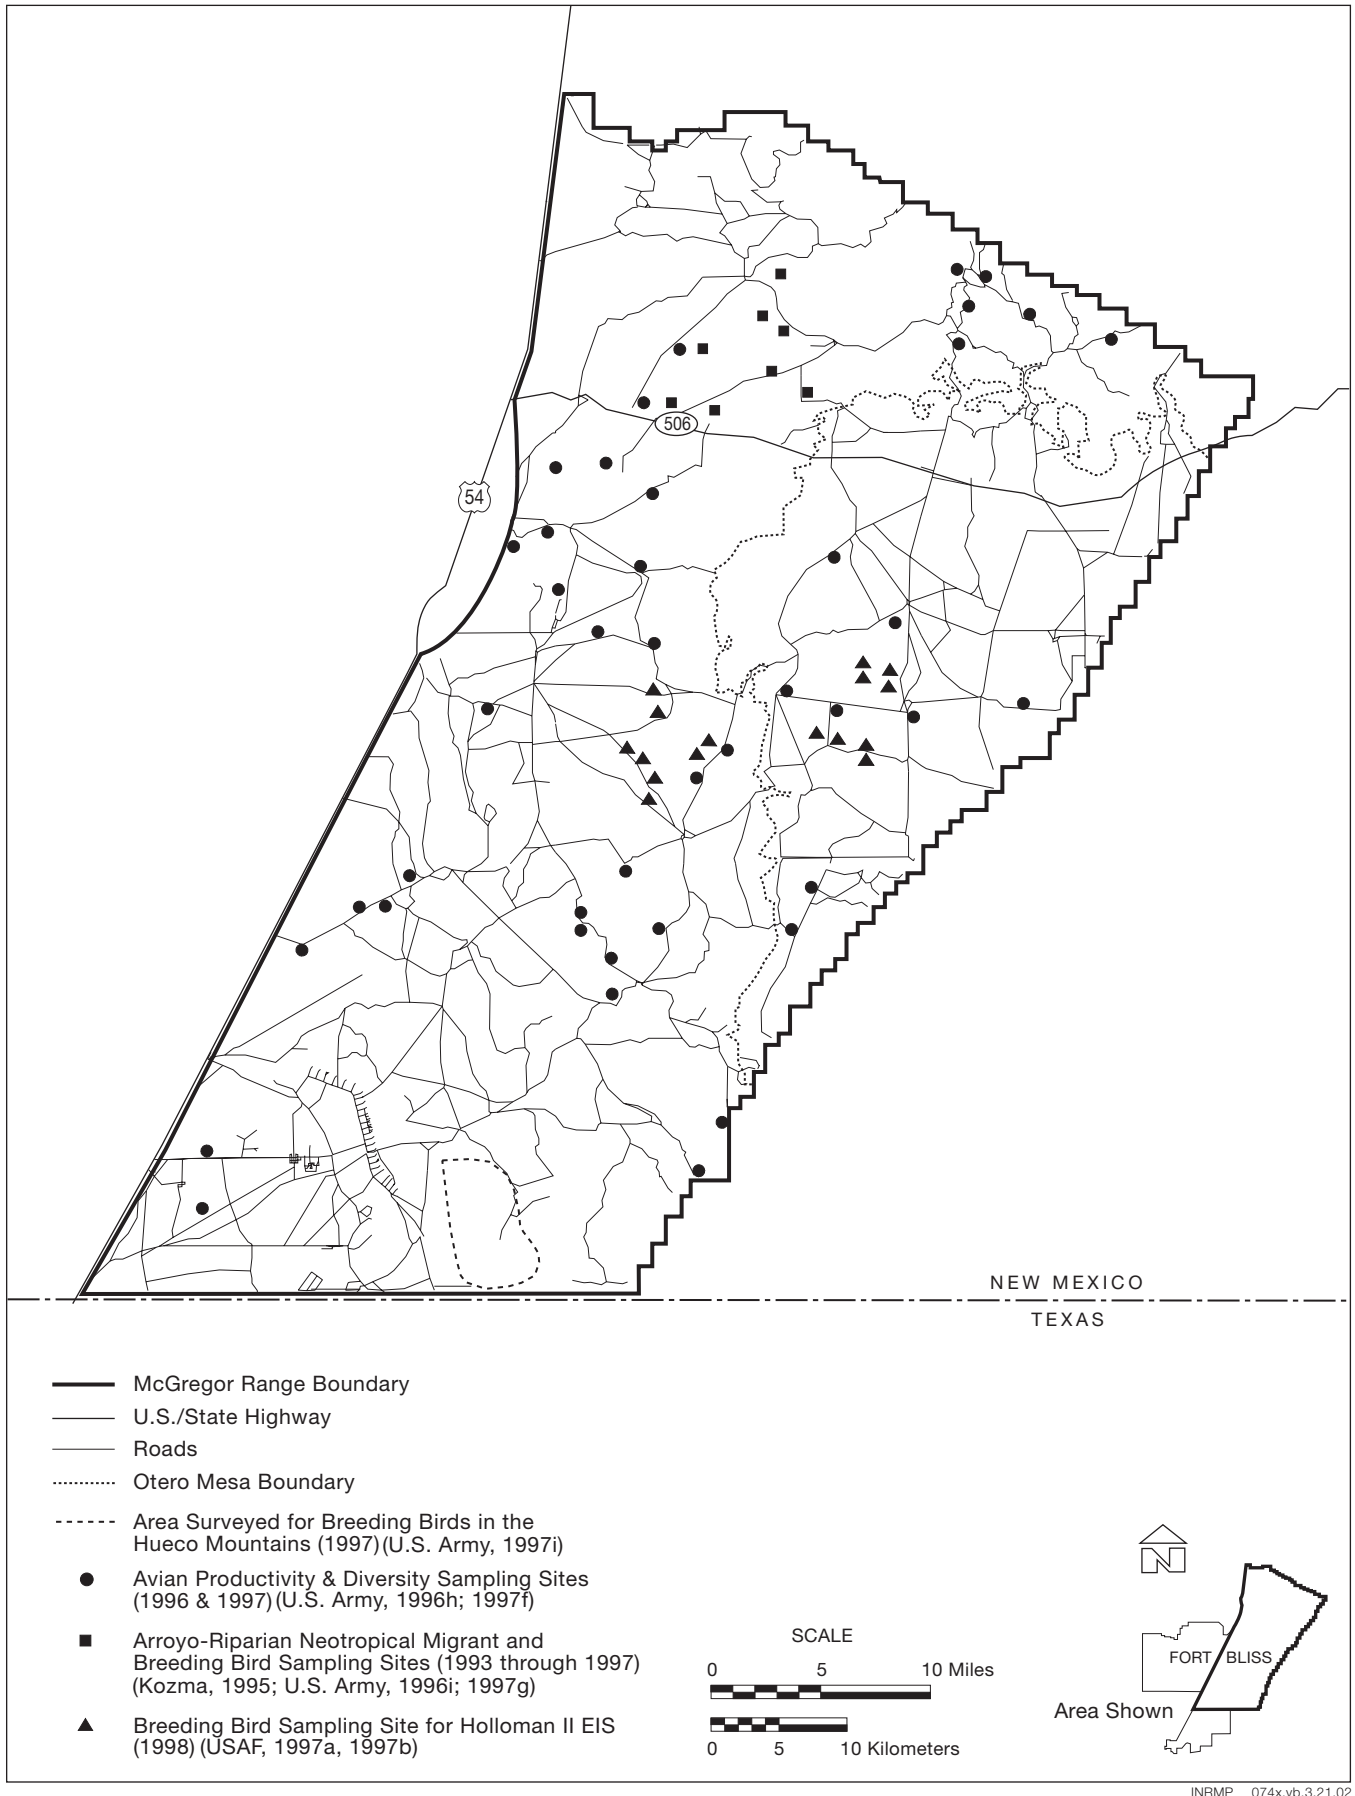 506
54
NEW MEXICO
TEXAS
McGregor Range Boundary
U.S./State Highway
Roads
Otero Mesa Boundary
Area Surveyed for Breeding Birds in the
Hueco Mountains (1997) (U.S. Army, 1997i)
Avian Productivity & Diversity Sampling Sites
(1996 & 1997) (U.S. Army, 1996h; 1997f)
Arroyo-Riparian Neotropical Migrant and
Breeding Bird Sampling Sites (1993 through 1997)
(Kozma, 1995; U.S. Army, 1996i; 1997g)
Breeding Bird Sampling Site for Holloman II EIS
(1998) (USAF, 1997a, 1997b)
SCALE
0 5 10 Miles
0 5 10 Kilometers
N
FORT BLISS
Area Shown
INRMP 074x.yb.3.21.02